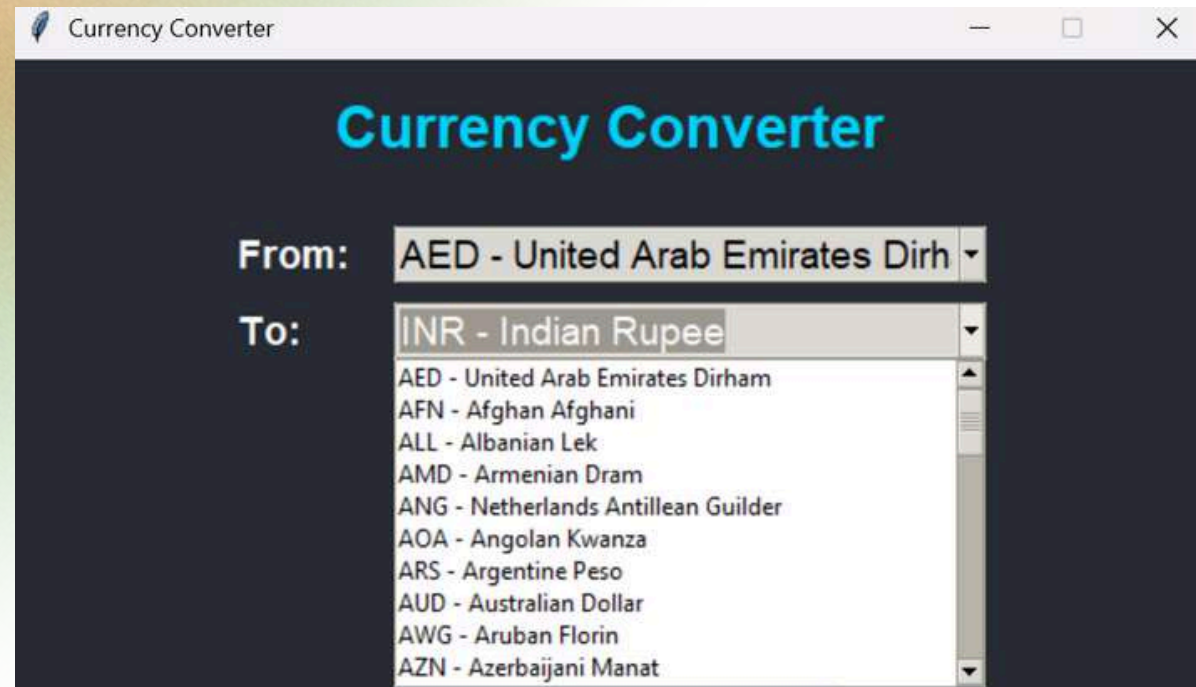 Currency Converter
Currency Converter
From: AED - United Arab Emirates Dirh
To: INR - Indian Rupee
AED - United Arab Emirates Dirham
AFN - Afghan Afghani
ALL - Albanian Lek
AMD - Armenian Dram
ANG - Netherlands Antillean Guilder
AOA - Angolan Kwanza
ARS - Argentine Peso
AUD - Australian Dollar
AWG - Aruban Florin
AZN - Azerbaijani Manat